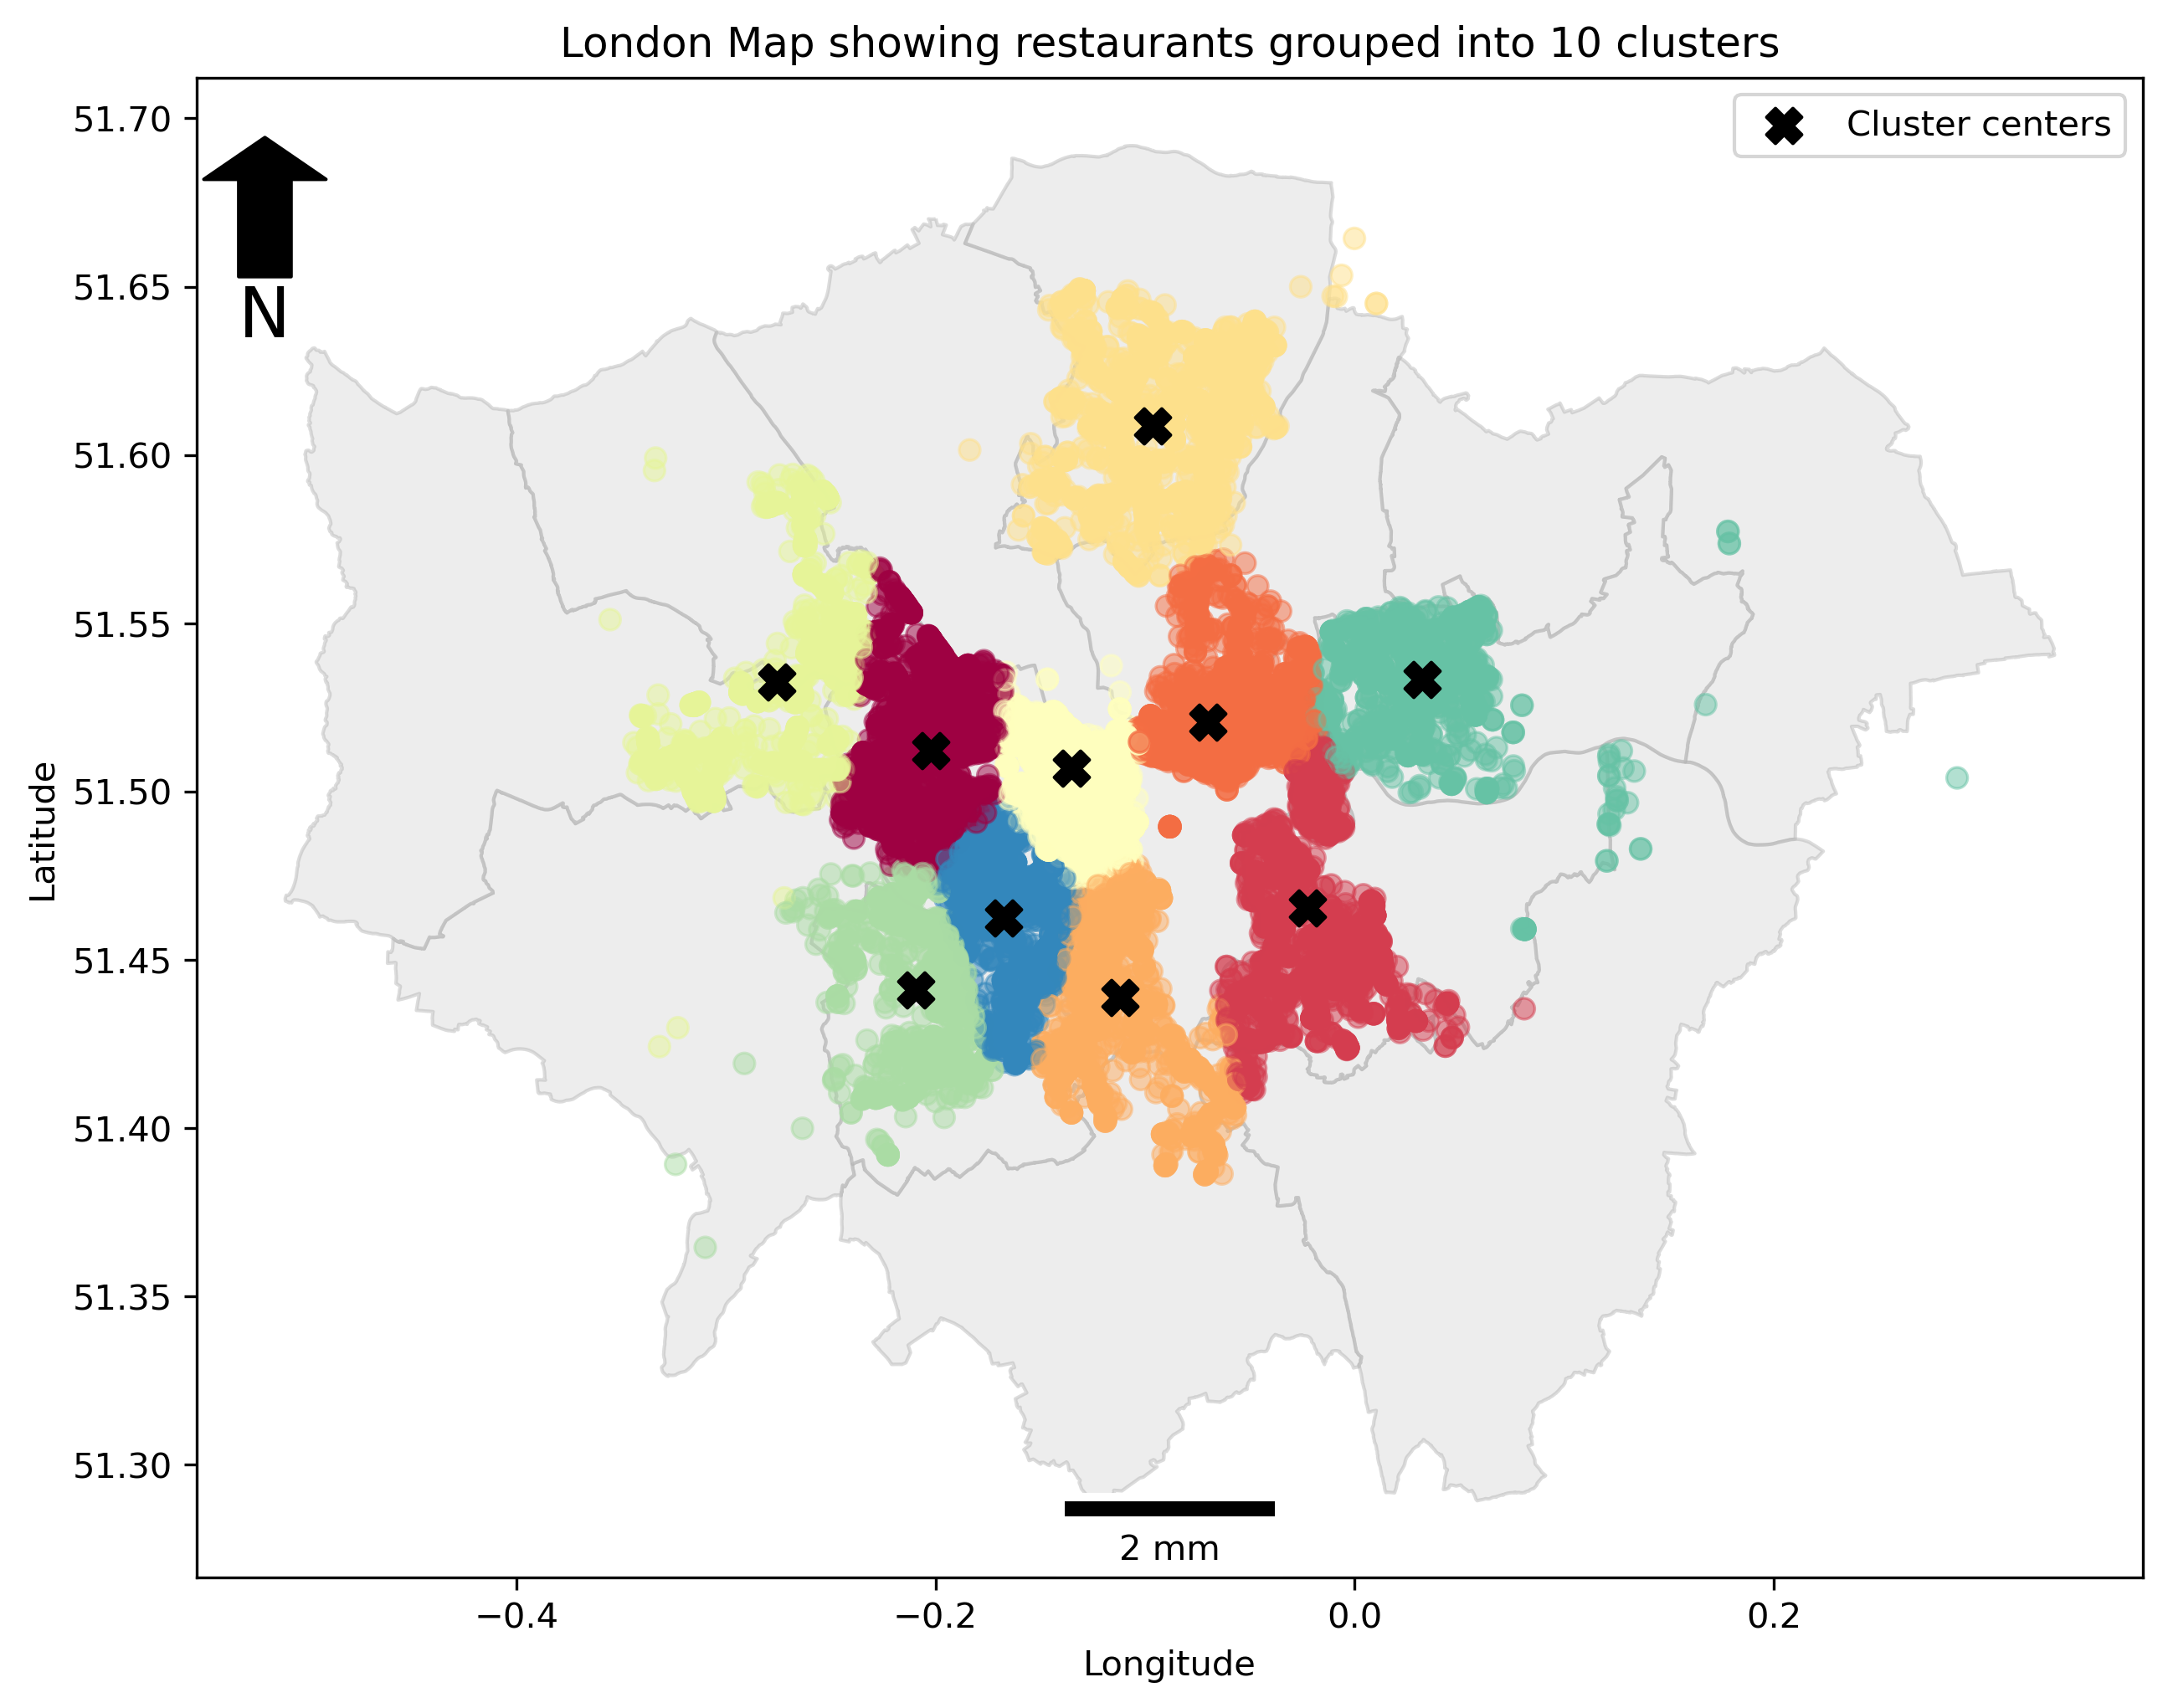 London Map showing restaurants grouped into 10 clusters
Cluster centers
N
51.70
51.65
51.60
51.55
51.50
51.45
51.40
51.35
51.30
Latitude
2 mm
−0.4
−0.2
0.0
0.2
Longitude